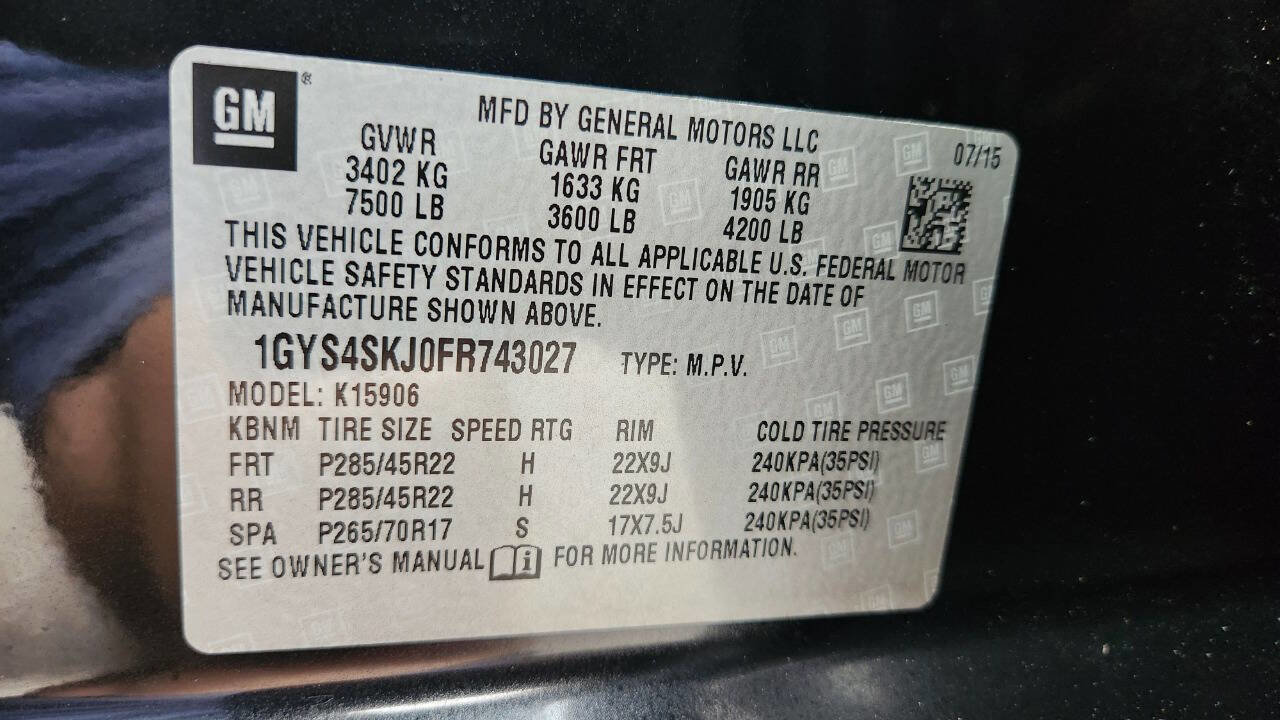 GM ®
MFD BY GENERAL MOTORS LLC
07/15
GVWR GAWR FRT GAWR RR
3402 KG 1633 KG 1905 KG
7500 LB 3600 LB 4200 LB
THIS VEHICLE CONFORMS TO ALL APPLICABLE U.S. FEDERAL MOTOR
VEHICLE SAFETY STANDARDS IN EFFECT ON THE DATE OF
MANUFACTURE SHOWN ABOVE.
1GYS4SKJ0FR743027 TYPE: M.P.V.
MODEL: K15906
KBNM TIRE SIZE SPEED RTG RIM COLD TIRE PRESSURE
FRT P285/45R22 H 22X9J 240KPA(35PSI)
RR P285/45R22 H 22X9J 240KPA(35PSI)
SPA P265/70R17 S 17X7.5J 240KPA(35PSI)
SEE OWNER'S MANUAL i FOR MORE INFORMATION.